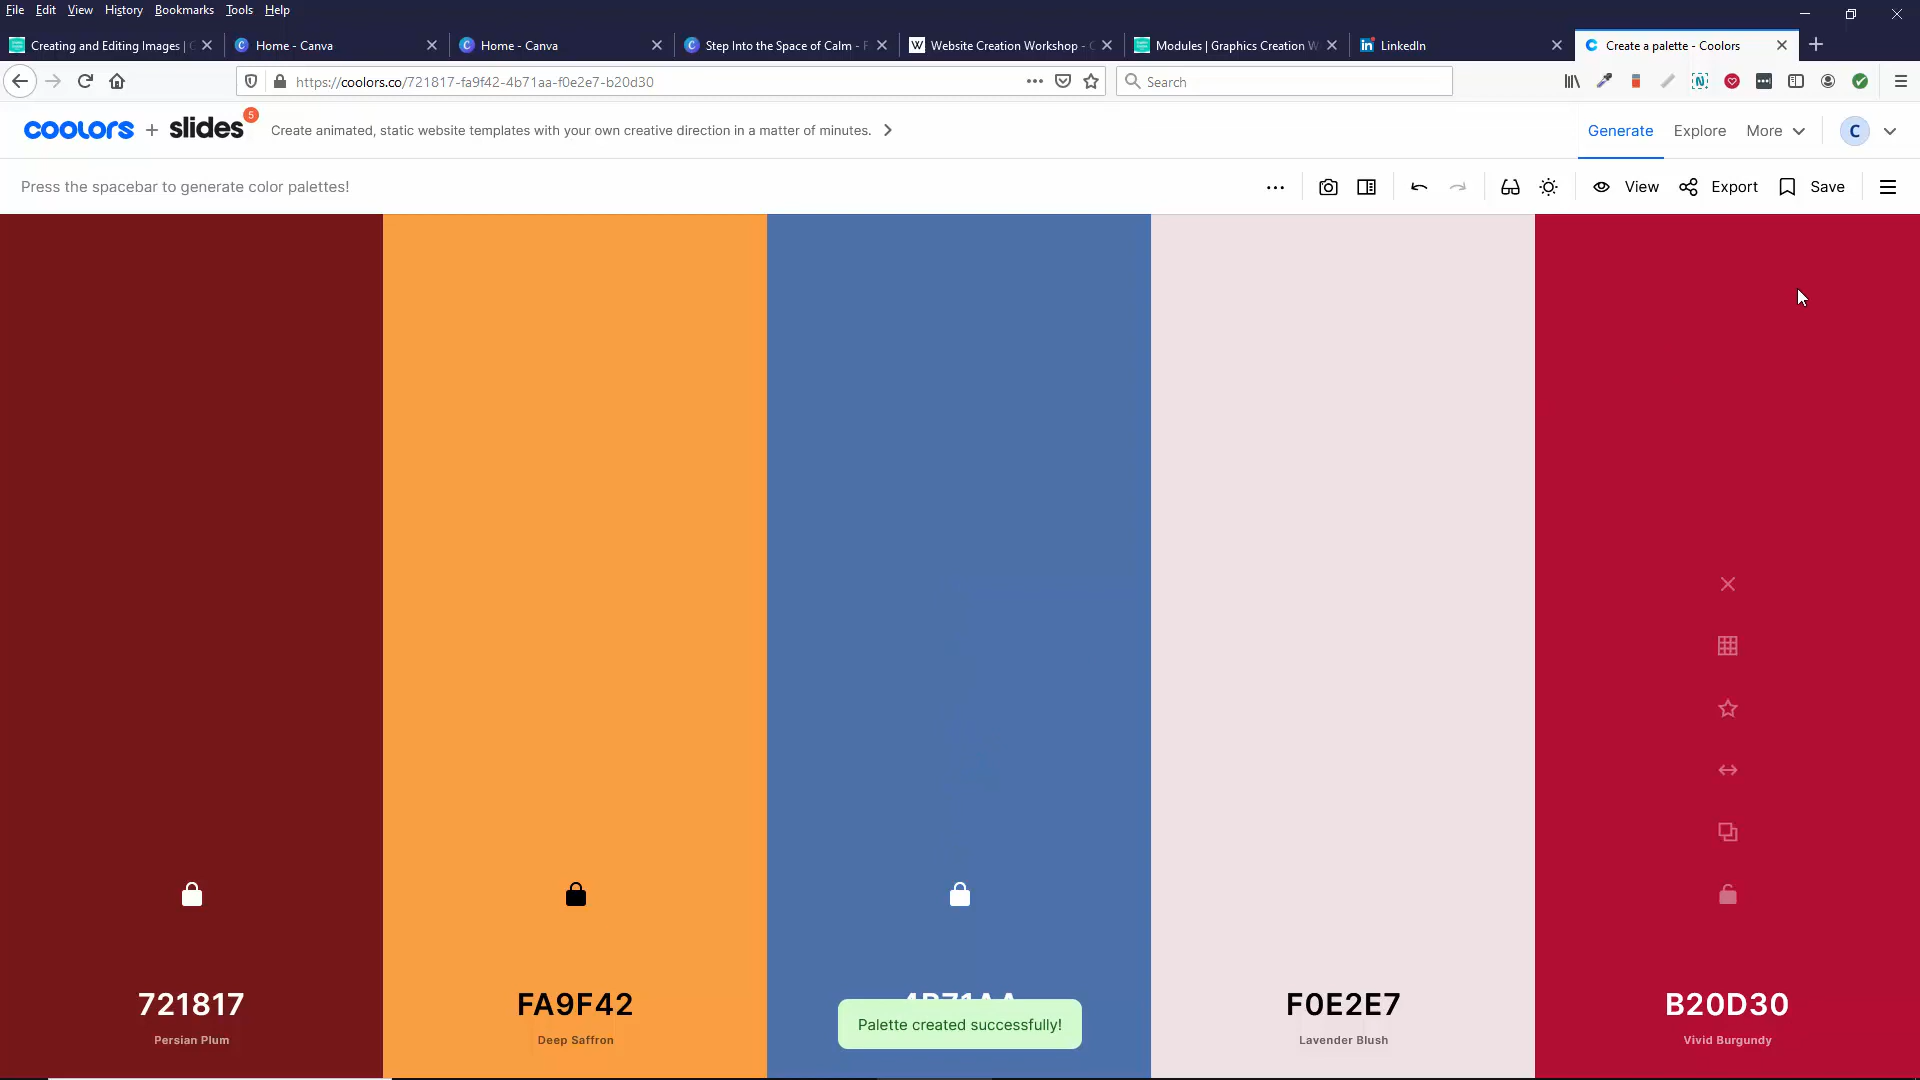 File Edit View History Bookmarks Tools Help
Creating and Editing Images |
Home - Canva
Home - Canva
Step Into the Space of Calm -
Website Creation Workshop -
Modules | Graphics Creation W
LinkedIn
Create a palette - Coolors
https://coolors.co/721817-fa9f42-4b71aa-f0e2e7-b20d30
Search
coolors + slides 5
Create animated, static website templates with your own creative direction in a matter of minutes.
Generate Explore More C
Press the spacebar to generate color palettes!
View Export Save
721817
FA9F42
4B71AA
F0E2E7
B20D30
Persian Plum
Deep Saffron
Palette created successfully!
Lavender Blush
Vivid Burgundy